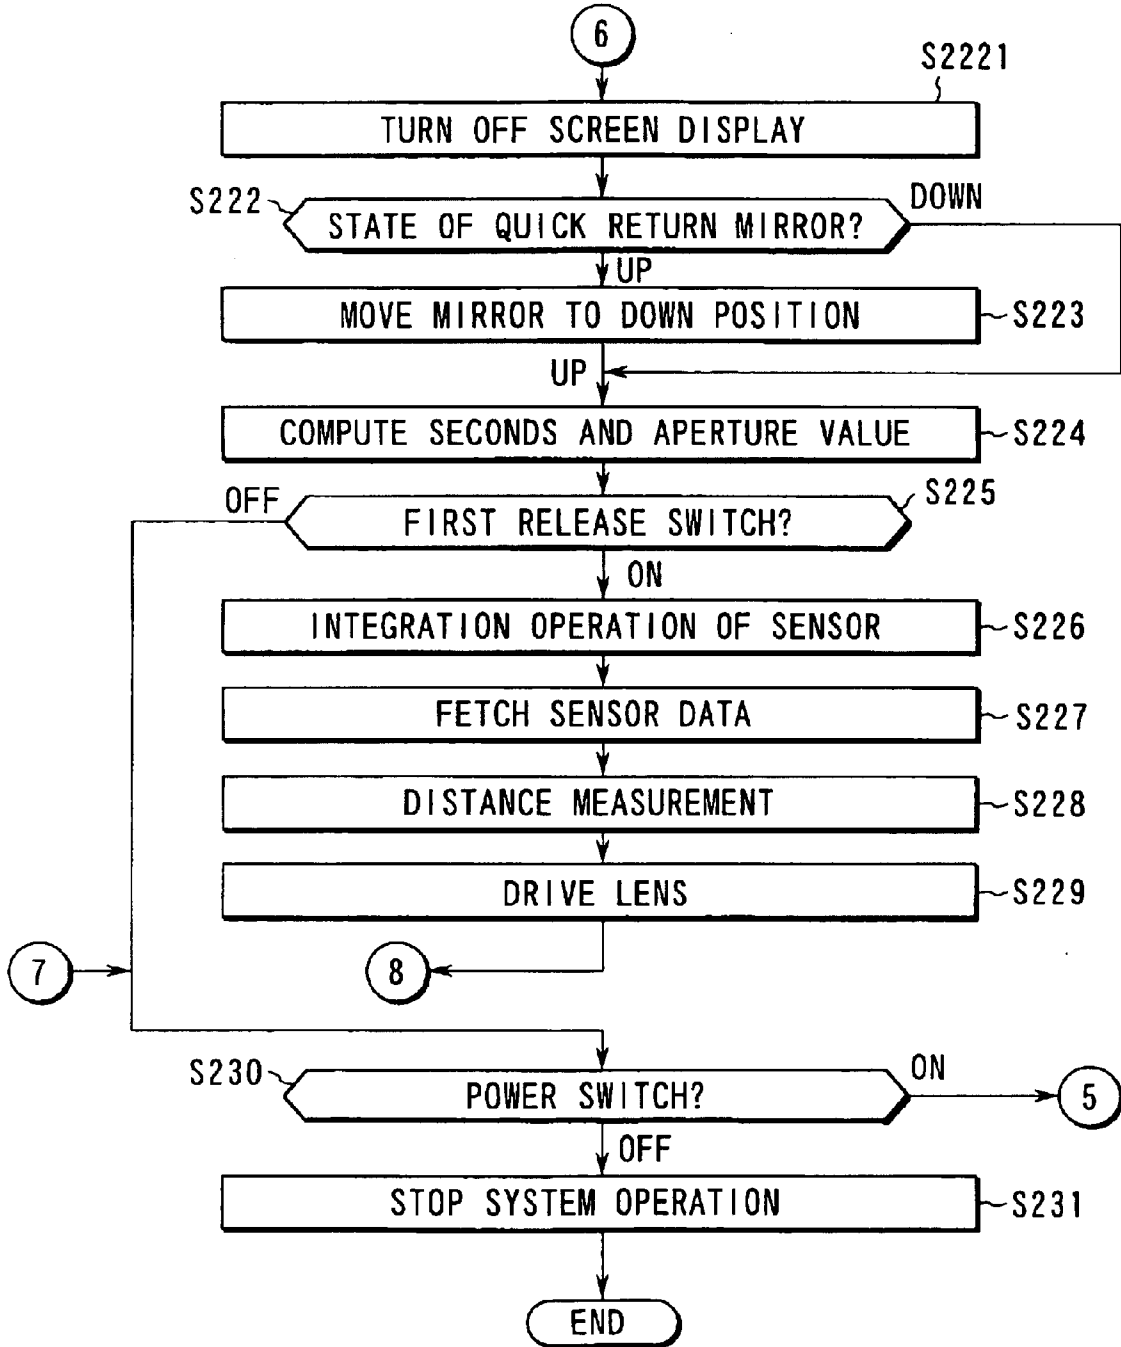 6
S2221
TURN OFF SCREEN DISPLAY
S222
STATE OF QUICK RETURN MIRROR?
DOWN
UP
MOVE MIRROR TO DOWN POSITION
S223
UP
COMPUTE SECONDS AND APERTURE VALUE
S224
OFF
FIRST RELEASE SWITCH?
S225
ON
INTEGRATION OPERATION OF SENSOR
S226
FETCH SENSOR DATA
S227
DISTANCE MEASUREMENT
S228
DRIVE LENS
S229
7
8
S230
POWER SWITCH?
ON
5
OFF
STOP SYSTEM OPERATION
S231
END